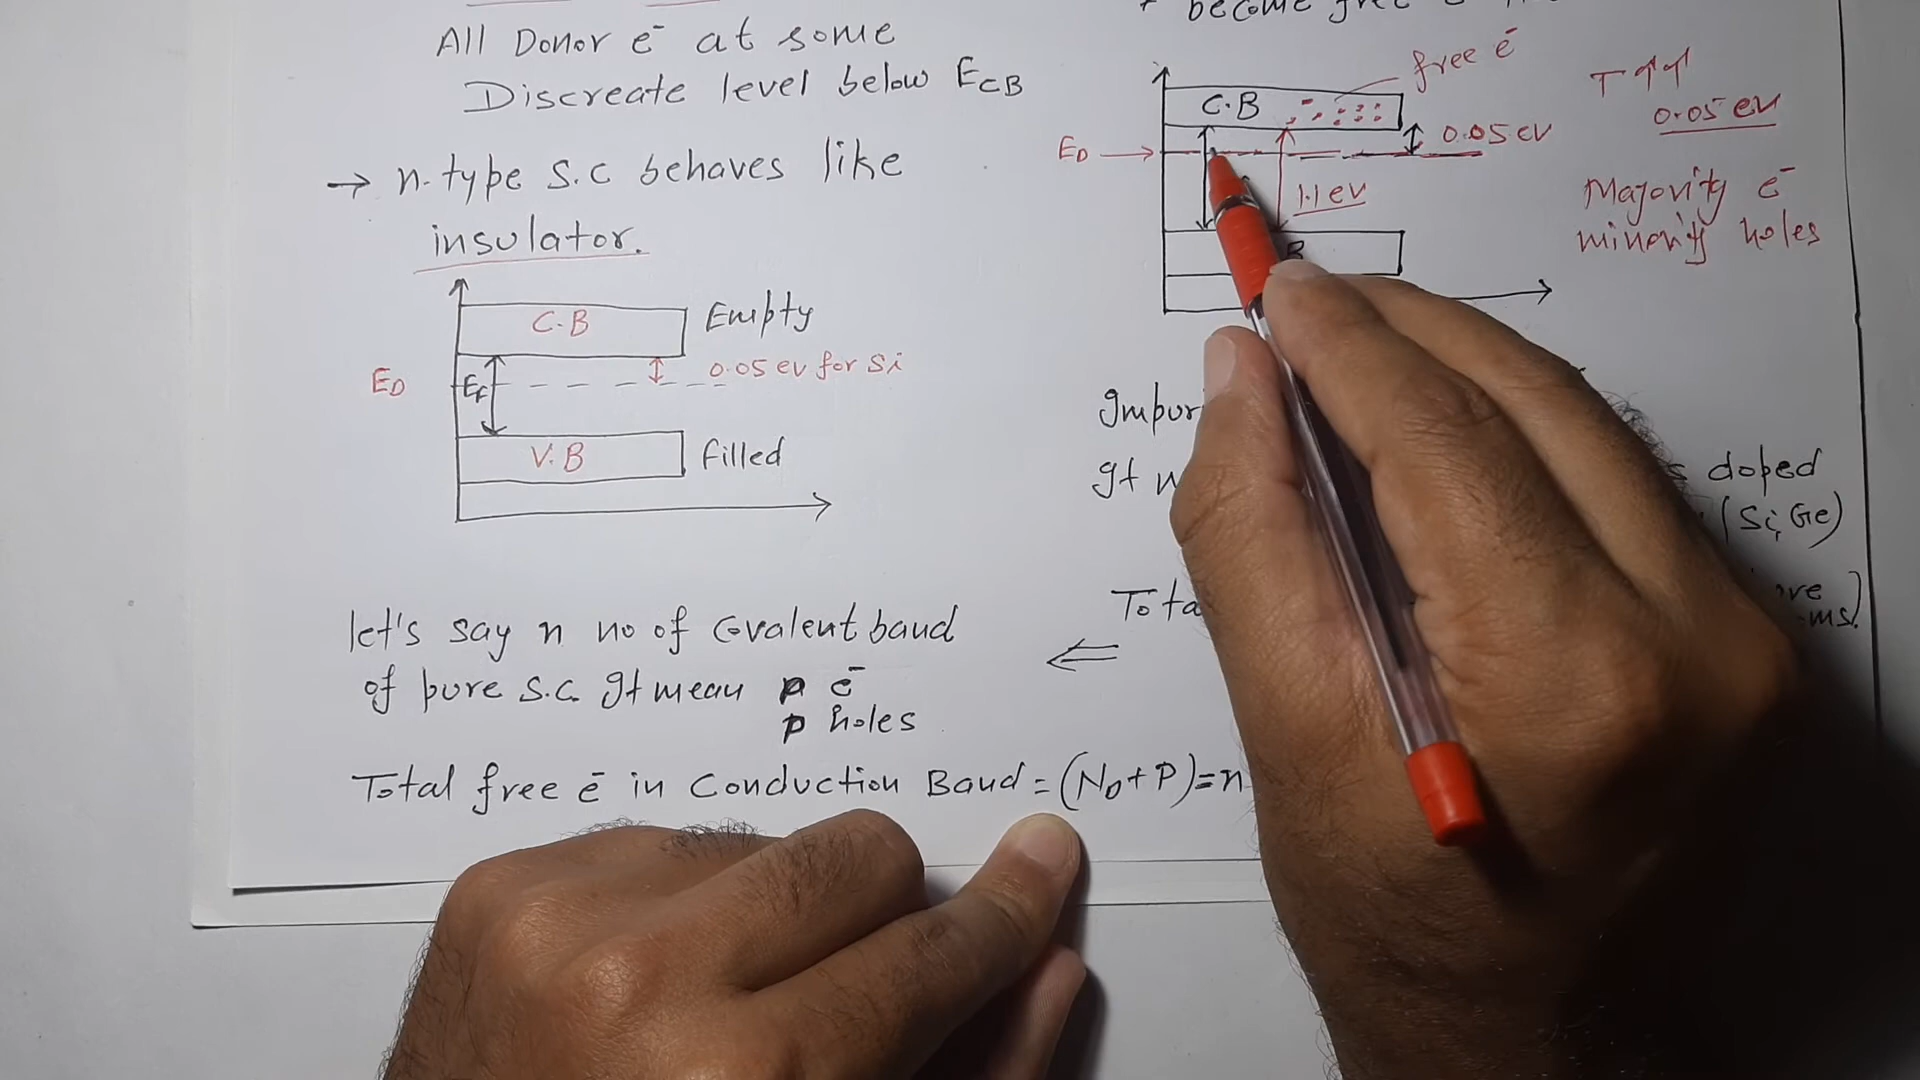 All Donor e⁻ at some
Discreate level below E_CB
→ n-type s.c behaves like
insulator.
C.B
Empty
E_D
E_F
0.05 ev for Si
V.B
filled
let's say n no of Covalent band
of pure s.c. It mean p e⁻
p holes
Total free e⁻ in Conduction Band = (N_D + P) = n
become free e⁻
free e⁻
C.B
T ↑↑
0.05 ev
E_D →
0.05 ev
1.1 ev
Majority e⁻
minority holes
B
It
doped
(Si, Ge)
⇐